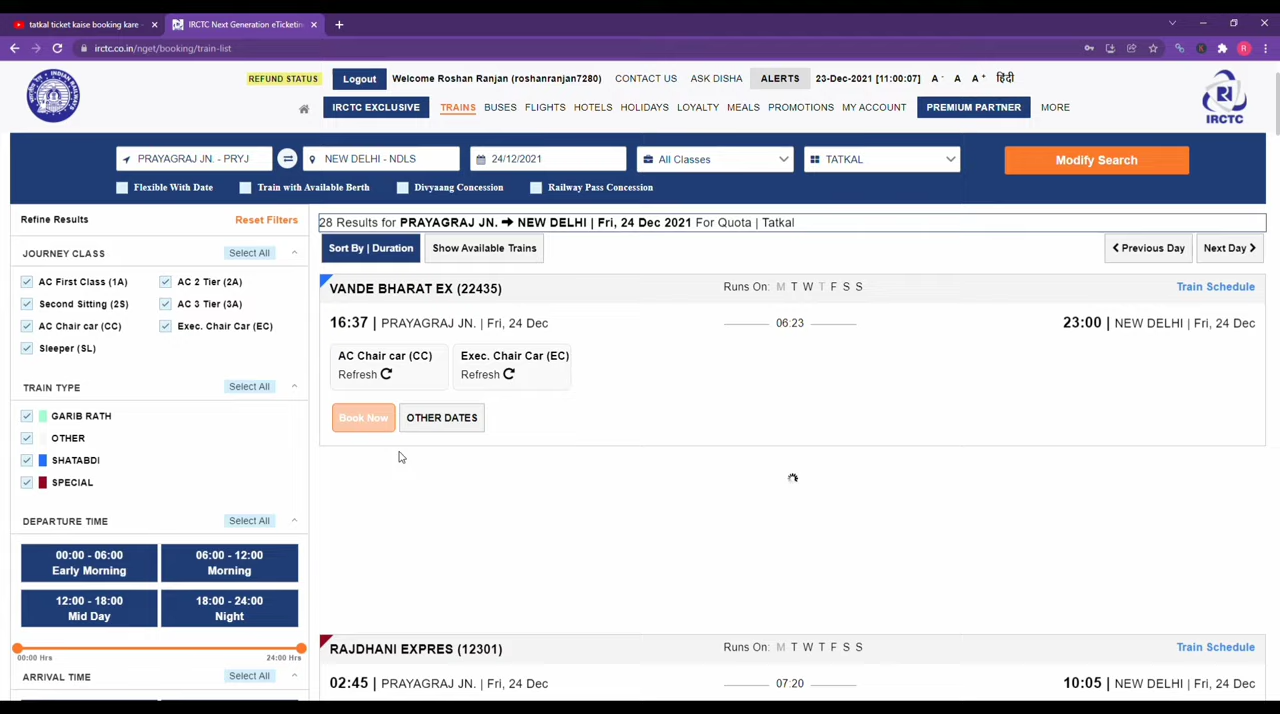 tatkal ticket kaise booking kare -
IRCTC Next Generation eTicketing
irctc.co.in/nget/booking/train-list
R
REFUND STATUS Logout Welcome Roshan Ranjan (roshanranjan7280) CONTACT US ASK DISHA ALERTS 23-Dec-2021 [11:00:07] A- A A+ हिंदी
IRCTC EXCLUSIVE TRAINS BUSES FLIGHTS HOTELS HOLIDAYS LOYALTY MEALS PROMOTIONS MY ACCOUNT PREMIUM PARTNER MORE
IRCTC
PRAYAGRAJ JN. - PRYJ NEW DELHI - NDLS 24/12/2021 All Classes TATKAL Modify Search
Flexible With Date Train with Available Berth Divyaang Concession Railway Pass Concession
Refine Results Reset Filters
JOURNEY CLASS Select All
AC First Class (1A) AC 2 Tier (2A)
Second Sitting (2S) AC 3 Tier (3A)
AC Chair car (CC) Exec. Chair Car (EC)
Sleeper (SL)
TRAIN TYPE Select All
GARIB RATH
OTHER
SHATABDI
SPECIAL
DEPARTURE TIME Select All
00:00 - 06:00
Early Morning
06:00 - 12:00
Morning
12:00 - 18:00
Mid Day
18:00 - 24:00
Night
00:00 Hrs 24:00 Hrs
ARRIVAL TIME Select All
28 Results for PRAYAGRAJ JN. ➔ NEW DELHI | Fri, 24 Dec 2021 For Quota | Tatkal
Sort By | Duration Show Available Trains Previous Day Next Day
VANDE BHARAT EX (22435) Runs On: M T W T F S S Train Schedule
16:37 | PRAYAGRAJ JN. | Fri, 24 Dec 06:23 23:00 | NEW DELHI | Fri, 24 Dec
AC Chair car (CC)
Refresh
Exec. Chair Car (EC)
Refresh
Book Now OTHER DATES
RAJDHANI EXPRES (12301) Runs On: M T W T F S S Train Schedule
02:45 | PRAYAGRAJ JN. | Fri, 24 Dec 07:20 10:05 | NEW DELHI | Fri, 24 Dec